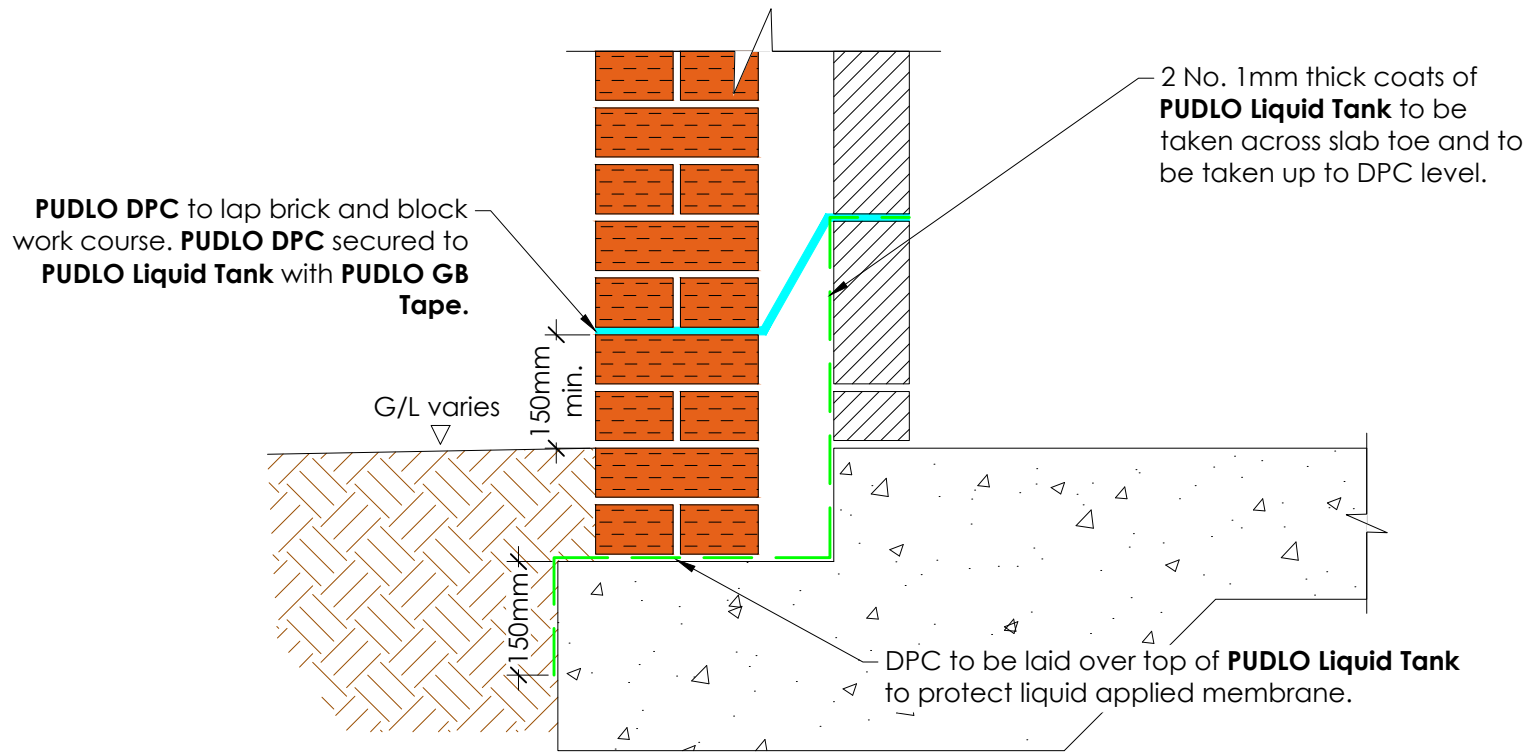 2 No. 1mm thick coats of
PUDLO Liquid Tank to be
taken across slab toe and to
be taken up to DPC level.
PUDLO DPC to lap brick and block
work course. PUDLO DPC secured to
PUDLO Liquid Tank with PUDLO GB
Tape.
150mm
min.
G/L varies
150mm
DPC to be laid over top of PUDLO Liquid Tank
to protect liquid applied membrane.